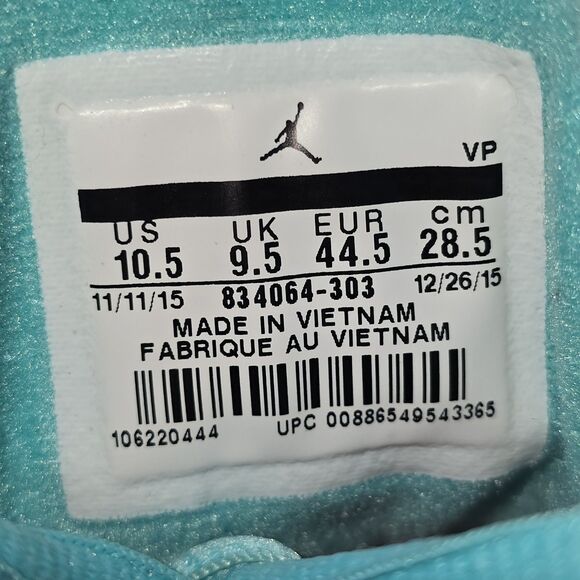 VP
US UK EUR cm
10.5 9.5 44.5 28.5
11/11/15 834064-303 12/26/15
MADE IN VIETNAM
FABRIQUE AU VIETNAM
106220444 UPC 00886549543365